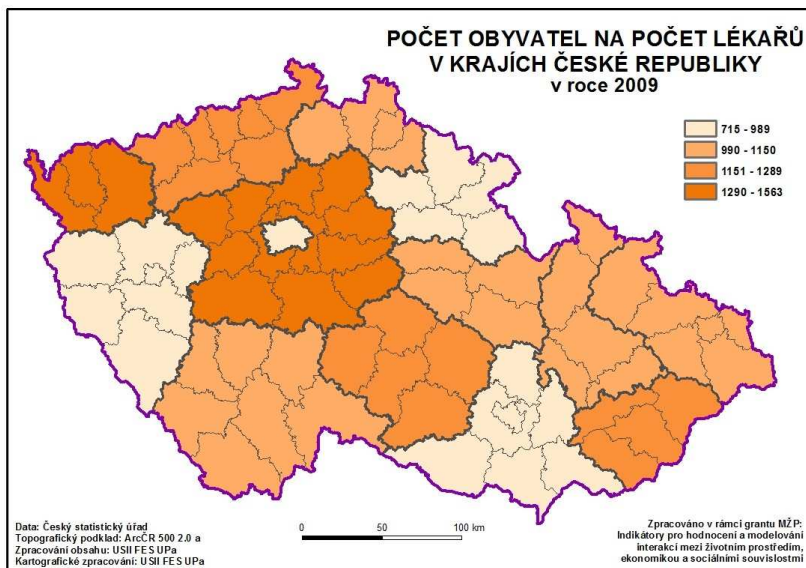 POČET OBYVATEL NA POČET LÉKAŘŮ
V KRAJÍCH ČESKÉ REPUBLIKY
v roce 2009
715 - 989
990 - 1150
1151 - 1289
1290 - 1563
Data: Český statistický úřad
Topografický podklad: ArcČR 500 2.0 a
Zpracování obsahu: USII FES UPa
Kartografické zpracování: USII FES UPa
0 50 100 km
Zpracováno v rámci grantu MŽP:
Indikátory pro hodnocení a modelování
interakcí mezi životním prostředím,
ekonomikou a sociálními souvislostmi